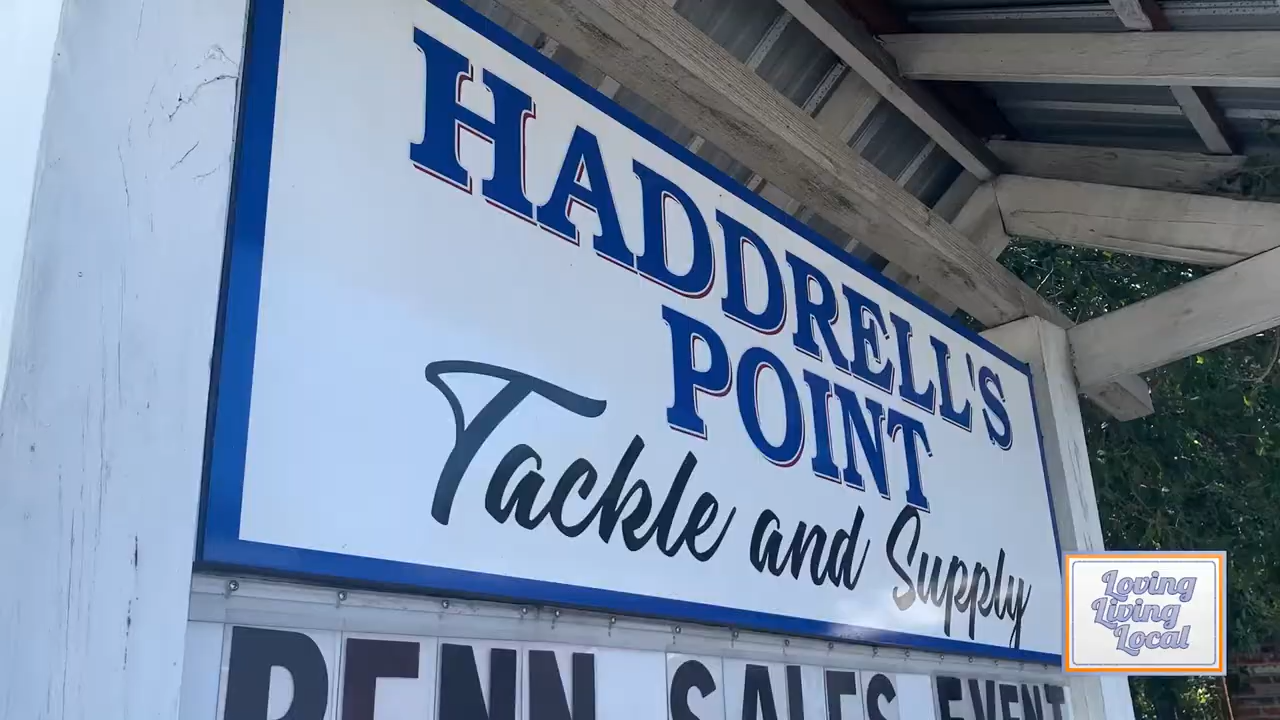 HADDRELL'S
POINT
Tackle and Supply
PENN SALES EVENT
Loving
Living
Local